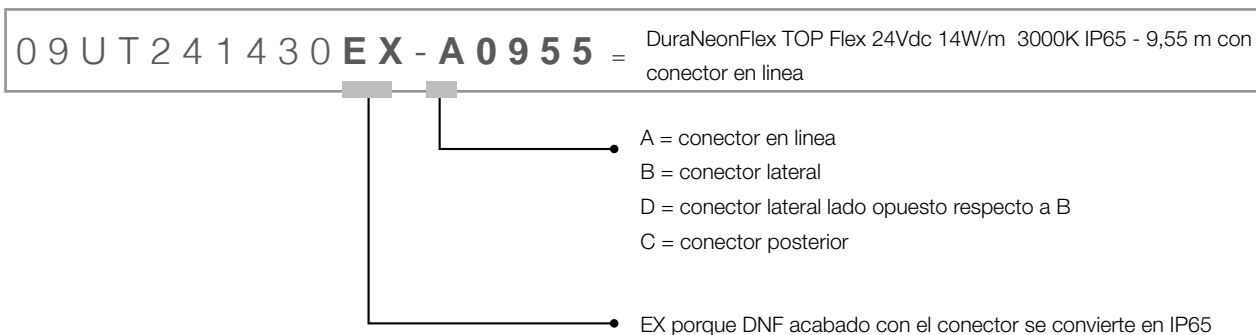 09UT241430EX-A0955 = DuraNeonFlex TOP Flex 24Vdc 14W/m 3000K IP65 - 9,55 m con
conector en linea
A = conector en linea
B = conector lateral
D = conector lateral lado opuesto respecto a B
C = conector posterior
EX porque DNF acabado con el conector se convierte en IP65